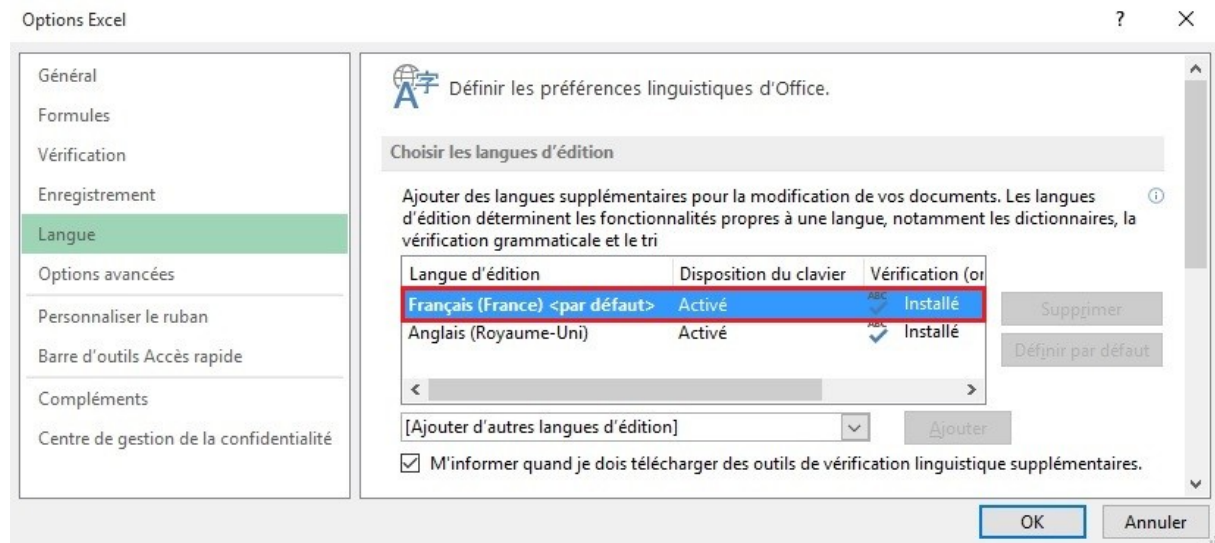 Options Excel
?
Général
Formules
Vérification
Enregistrement
Langue
Options avancées
Personnaliser le ruban
Barre d'outils Accès rapide
Compléments
Centre de gestion de la confidentialité
字
A
Définir les préférences linguistiques d'Office.
Choisir les langues d'édition
Ajouter des langues supplémentaires pour la modification de vos documents. Les langues
d'édition déterminent les fonctionnalités propres à une langue, notamment les dictionnaires, la
vérification grammaticale et le tri
Langue d'édition Disposition du clavier Vérification (or
Français (France) <par défaut> Activé ABC Installé
Anglais (Royaume-Uni) Activé ABC Installé
Supprimer
Définir par défaut
[Ajouter d'autres langues d'édition] Ajouter
M'informer quand je dois télécharger des outils de vérification linguistique supplémentaires.
OK Annuler